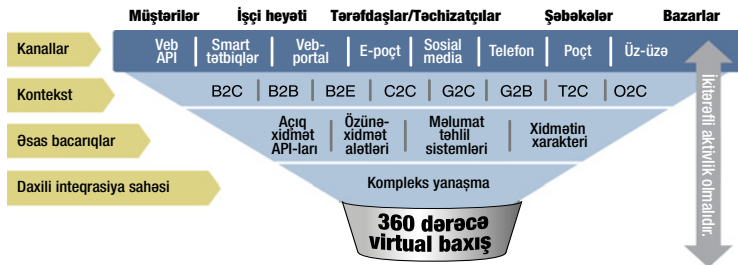 Müştərilər İşçi heyəti Tərəfdaşlar/Təchizatçılar Şəbəkələr Bazarlar
Kanallar
Veb API
Smart tətbiqlər
Veb-portal
E-poçt
Sosial media
Telefon
Poçt
Üz-üzə
Kontekst
B2C B2B B2E C2C G2C G2B T2C O2C
Əsas bacarıqlar
Açıq xidmət API-ları
Özünə-xidmət alətləri
Məlumat təhlil sistemləri
Xidmətin xarakteri
Daxili inteqrasiya sahəsi
Kompleks yanaşma
360 dərəcə
virtual baxış
İkitərəfli aktivlik olmalıdır.